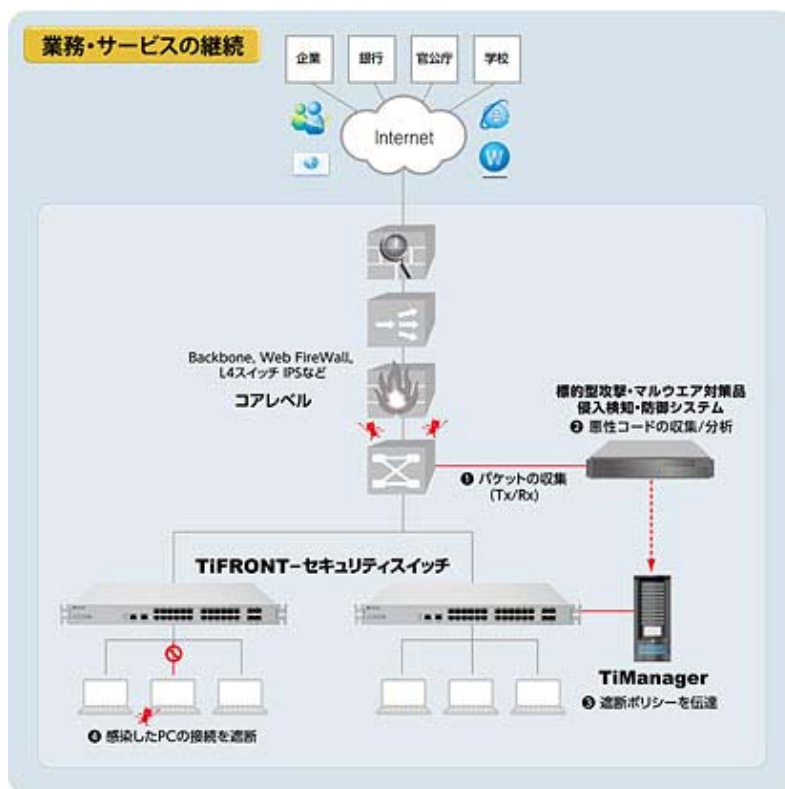 業務・サービスの継続
企業
銀行
官公庁
学校
Internet
W
Backbone, Web FireWall,
L4スイッチ IPSなど
コアレベル
標的型攻撃・マルウエア対策品
侵入検知・防御システム
❷ 悪性コードの収集/分析
❶ パケットの収集
(Tx/Rx)
TiFRONT-セキュリティスイッチ
TiManager
❸ 遮断ポリシーを伝達
❹ 感染したPCの接続を遮断